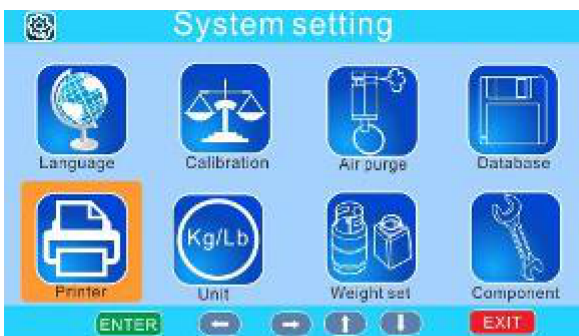 System setting
Language Calibration Air purge Database
Kg/Lb
Printer Unit Weight set Component
ENTER EXIT